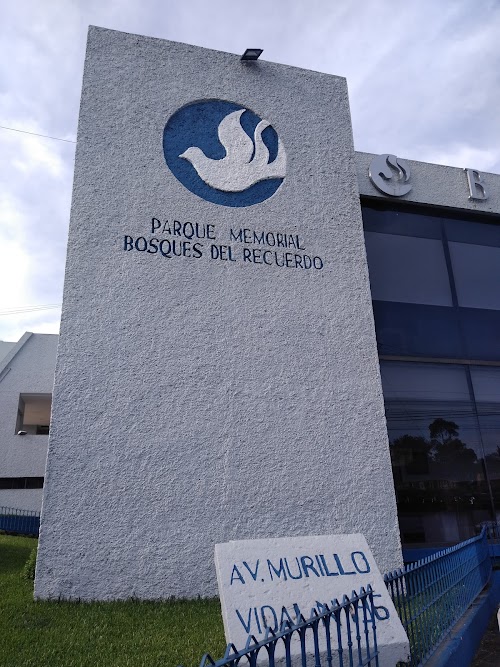 PARQUE MEMORIAL
BOSQUES DEL RECUERDO
B
AV. MURILLO
VIDAL